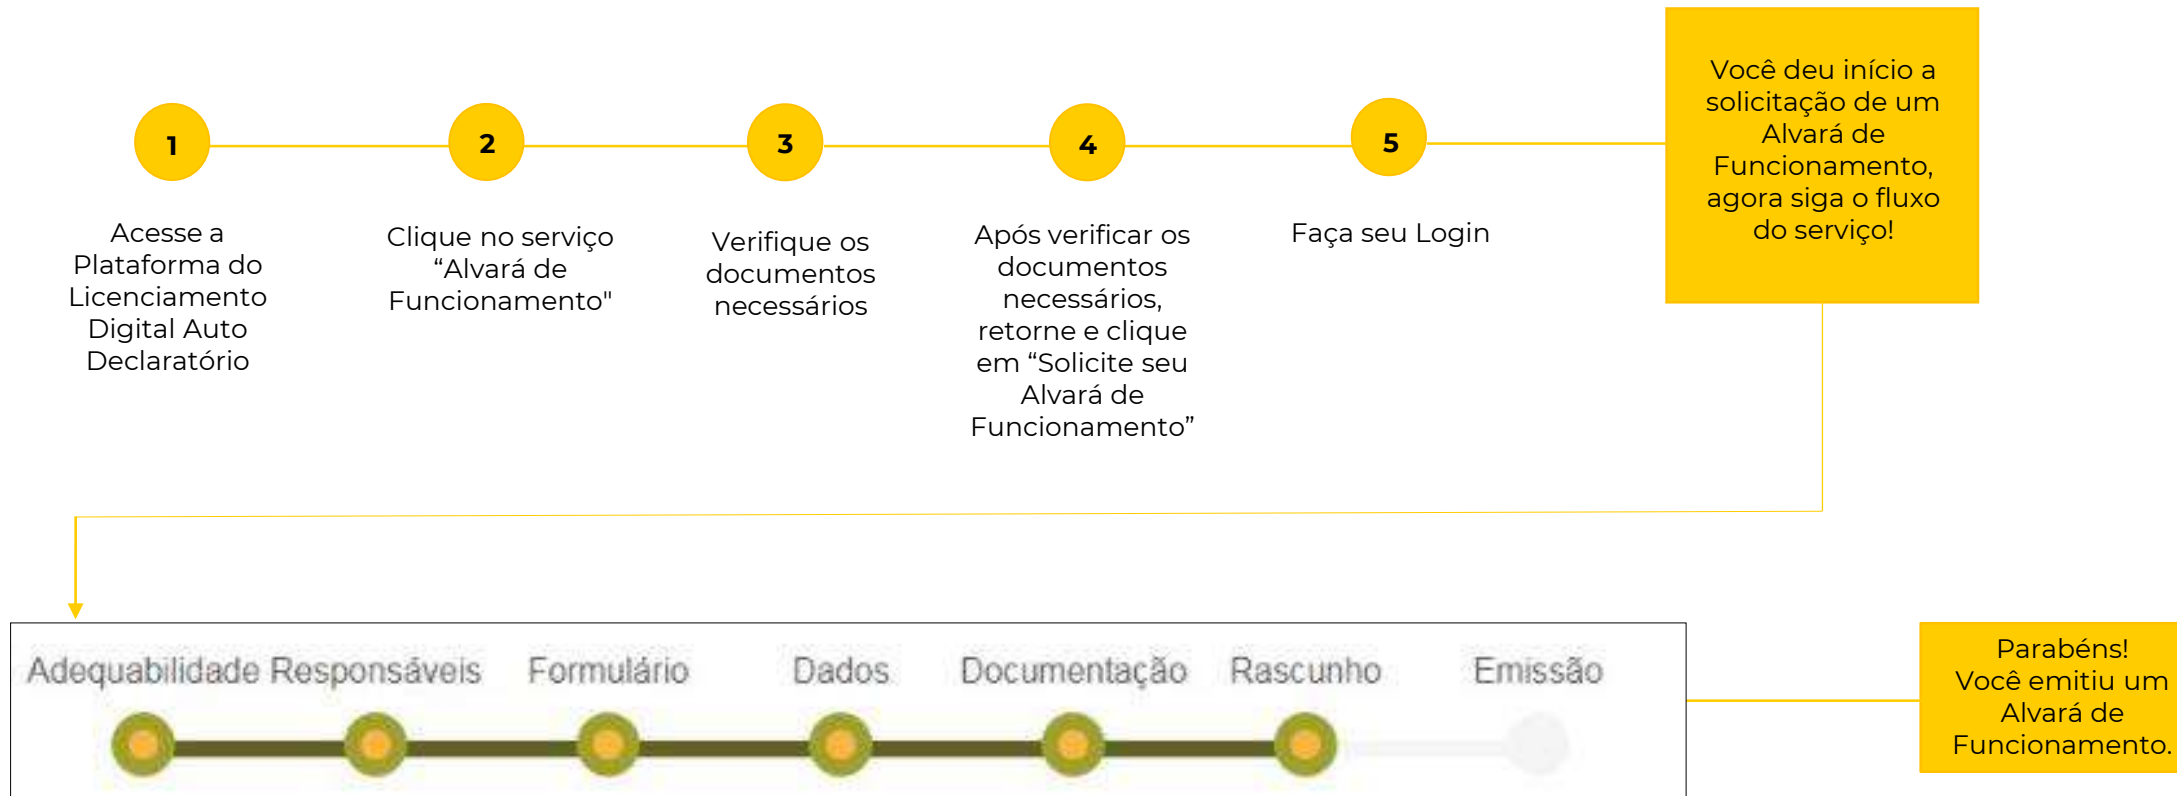 1
2
3
4
5
Acesse a
Plataforma do
Licenciamento
Digital Auto
Declaratório
Clique no serviço
“Alvará de
Funcionamento"
Verifique os
documentos
necessários
Após verificar os
documentos
necessários,
retorne e clique
em “Solicite seu
Alvará de
Funcionamento”
Faça seu Login
Você deu início a
solicitação de um
Alvará de
Funcionamento,
agora siga o fluxo
do serviço!
Adequabilidade Responsáveis Formulário Dados Documentação Rascunho Emissão
Parabéns!
Você emitiu um
Alvará de
Funcionamento.